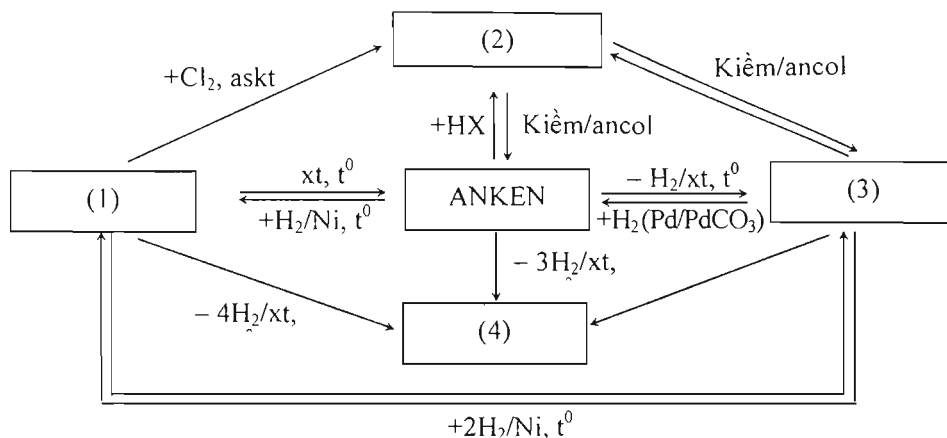 (2)
+Cl₂, askt
Kiềm/ancol
+HX
Kiềm/ancol
(1)
xt, t⁰
+H₂/Ni, t⁰
ANKEN
– H₂/xt, t⁰
+H₂(Pd/PdCO₃)
(3)
– 3H₂/xt,
– 4H₂/xt,
(4)
+2H₂/Ni, t⁰